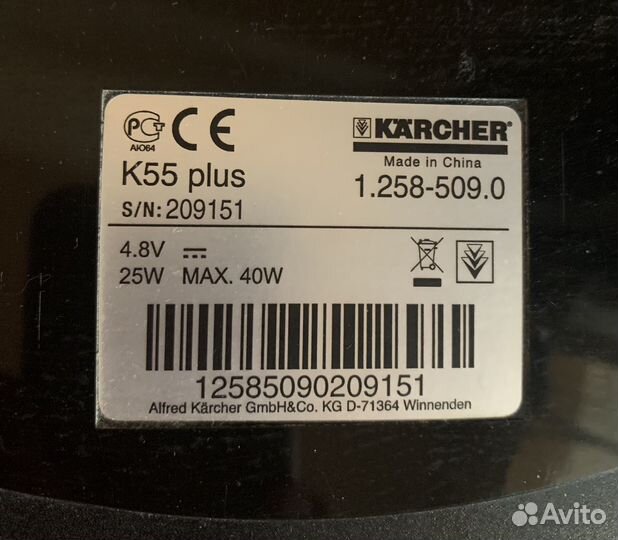 PCT CE KÄRCHER
AIO64
Made in China
K55 plus 1.258-509.0
S/N: 209151
4.8V
25W MAX. 40W
12585090209151
Alfred Kärcher GmbH&Co. KG D-71364 Winnenden
Avito